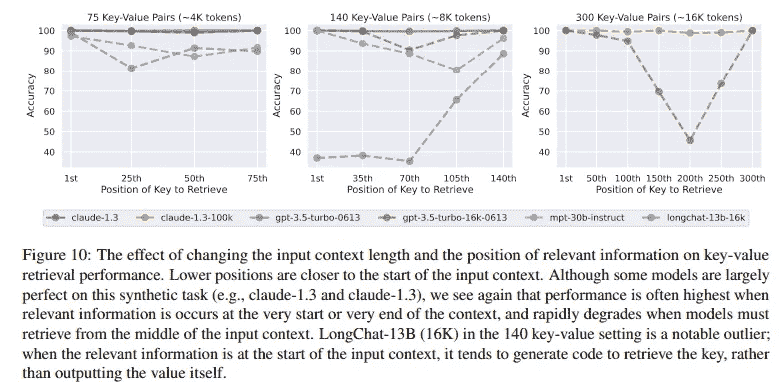 75 Key-Value Pairs (~4K tokens)
140 Key-Value Pairs (~8K tokens)
300 Key-Value Pairs (~16K tokens)
100
90
80
70
60
50
40
Accuracy
1st 25th 50th 75th
Position of Key to Retrieve
100
90
80
70
60
50
40
Accuracy
1st 35th 70th 105th 140th
Position of Key to Retrieve
100
90
80
70
60
50
40
Accuracy
1st 50th 100th 150th 200th 250th 300th
Position of Key to Retrieve
claude-1.3 claude-1.3-100k gpt-3.5-turbo-0613 gpt-3.5-turbo-16k-0613 mpt-30b-instruct longchat-13b-16k
Figure 10: The effect of changing the input context length and the position of relevant information on key-value
retrieval performance. Lower positions are closer to the start of the input context. Although some models are largely
perfect on this synthetic task (e.g., claude-1.3 and claude-1.3), we see again that performance is often highest when
relevant information is occurs at the very start or very end of the context, and rapidly degrades when models must
retrieve from the middle of the input context. LongChat-13B (16K) in the 140 key-value setting is a notable outlier;
when the relevant information is at the start of the input context, it tends to generate code to retrieve the key, rather
than outputting the value itself.